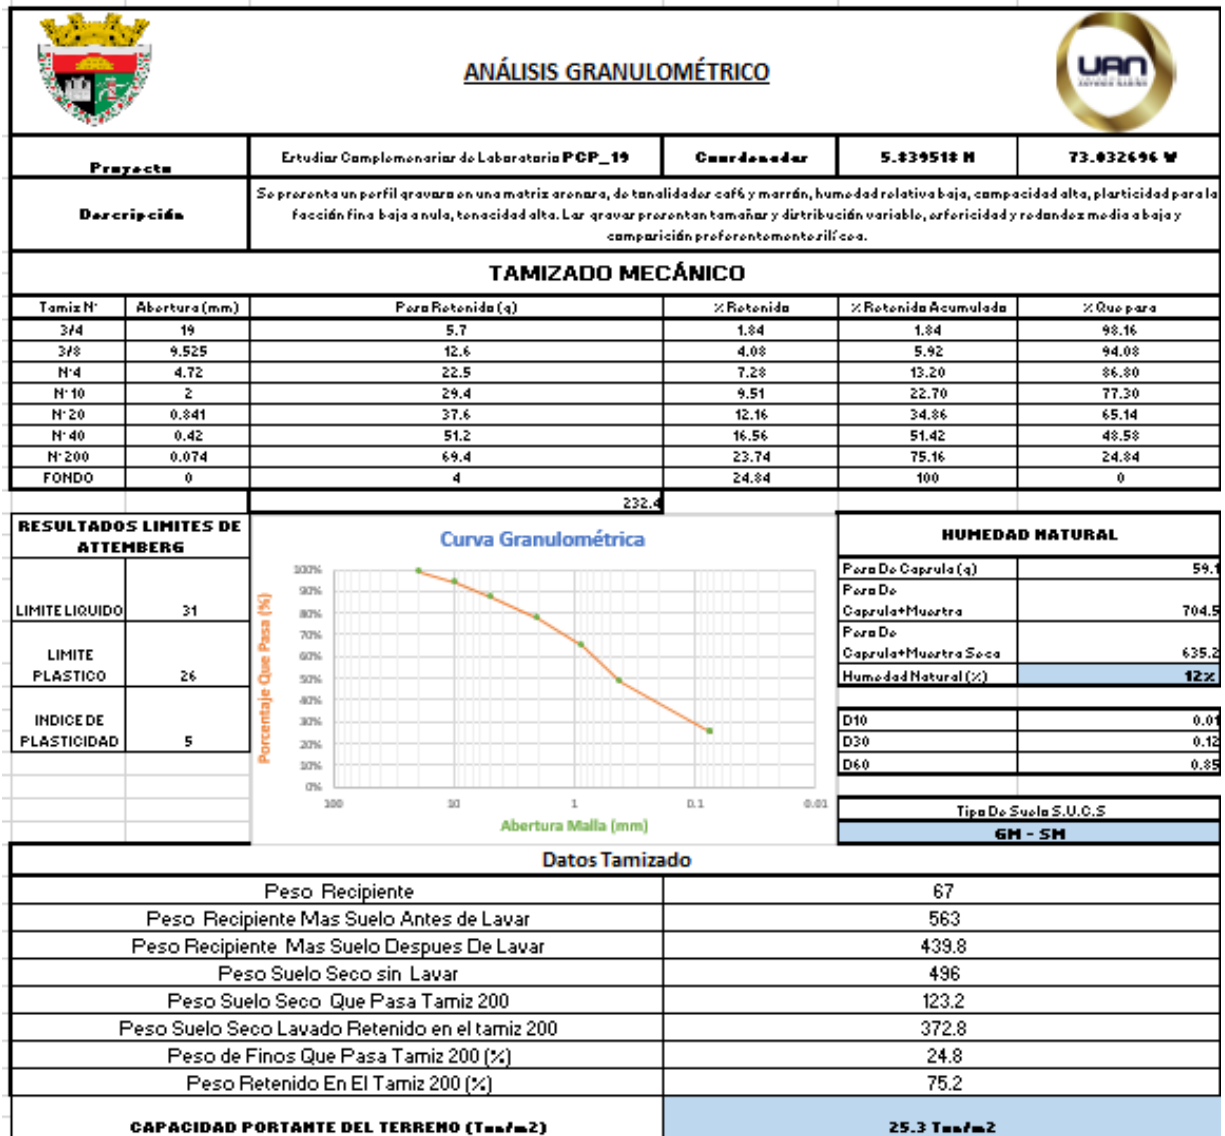 ANÁLISIS GRANULOMÉTRICO
UAN
Proyecto Estudios Complemenarios de Laboratorio PCP_19 Coordenadas 5.839518 N 73.032696 W
Descripción
Se presenta un perfil gravoso en una matriz arenosa, de tonalidades café y marrón, humedad relativa baja, compacidad alta, plasticidad para la
facción fina baja a nula, tenacidad alta. Las gravas presentan tamaños y distribución variable, esfericidad y redondez media a baja y
composición preferentemente silícea.
TAMIZADO MECÁNICO
Tamiz N° Abertura (mm) Peso Retenido (g) % Retenido % Retenido Acumulado % Que pasa
3/4 19 5.7 1.84 1.84 98.16
3/8 9.525 12.6 4.08 5.92 94.08
N°4 4.72 22.5 7.28 13.20 86.80
N° 10 2 29.4 9.51 22.70 77.30
N° 20 0.841 37.6 12.16 34.86 65.14
N° 40 0.42 51.2 16.56 51.42 48.58
N° 200 0.074 69.4 23.74 75.16 24.84
FONDO 0 4 24.84 100 0
232.4
RESULTADOS LIMITES DE
ATTEMBERG
LIMITE LIQUIDO 31
LIMITE
PLASTICO 26
INDICE DE
PLASTICIDAD 5
Curva Granulométrica
Porcentaje Que Pasa (%)
100%
90%
80%
70%
60%
50%
40%
30%
20%
10%
0%
100 10 1 0.1 0.01
Abertura Malla (mm)
HUMEDAD NATURAL
Peso De Capsula (g) 59.1
Peso De
Capsula+Muestra 704.5
Peso De
Capsula+Muestra Seca 635.2
Humedad Natural (%) 12%
D10 0.01
D30 0.12
D60 0.85
Tipo De Suelo S.U.C.S
GM - SM
Datos Tamizado
Peso Recipiente 67
Peso Recipiente Mas Suelo Antes de Lavar 563
Peso Recipiente Mas Suelo Despues De Lavar 439.8
Peso Suelo Seco sin Lavar 496
Peso Suelo Seco Que Pasa Tamiz 200 123.2
Peso Suelo Seco Lavado Retenido en el tamiz 200 372.8
Peso de Finos Que Pasa Tamiz 200 (%) 24.8
Peso Retenido En El Tamiz 200 (%) 75.2
CAPACIDAD PORTANTE DEL TERRENO (Ton/m2) 25.3 Ton/m2